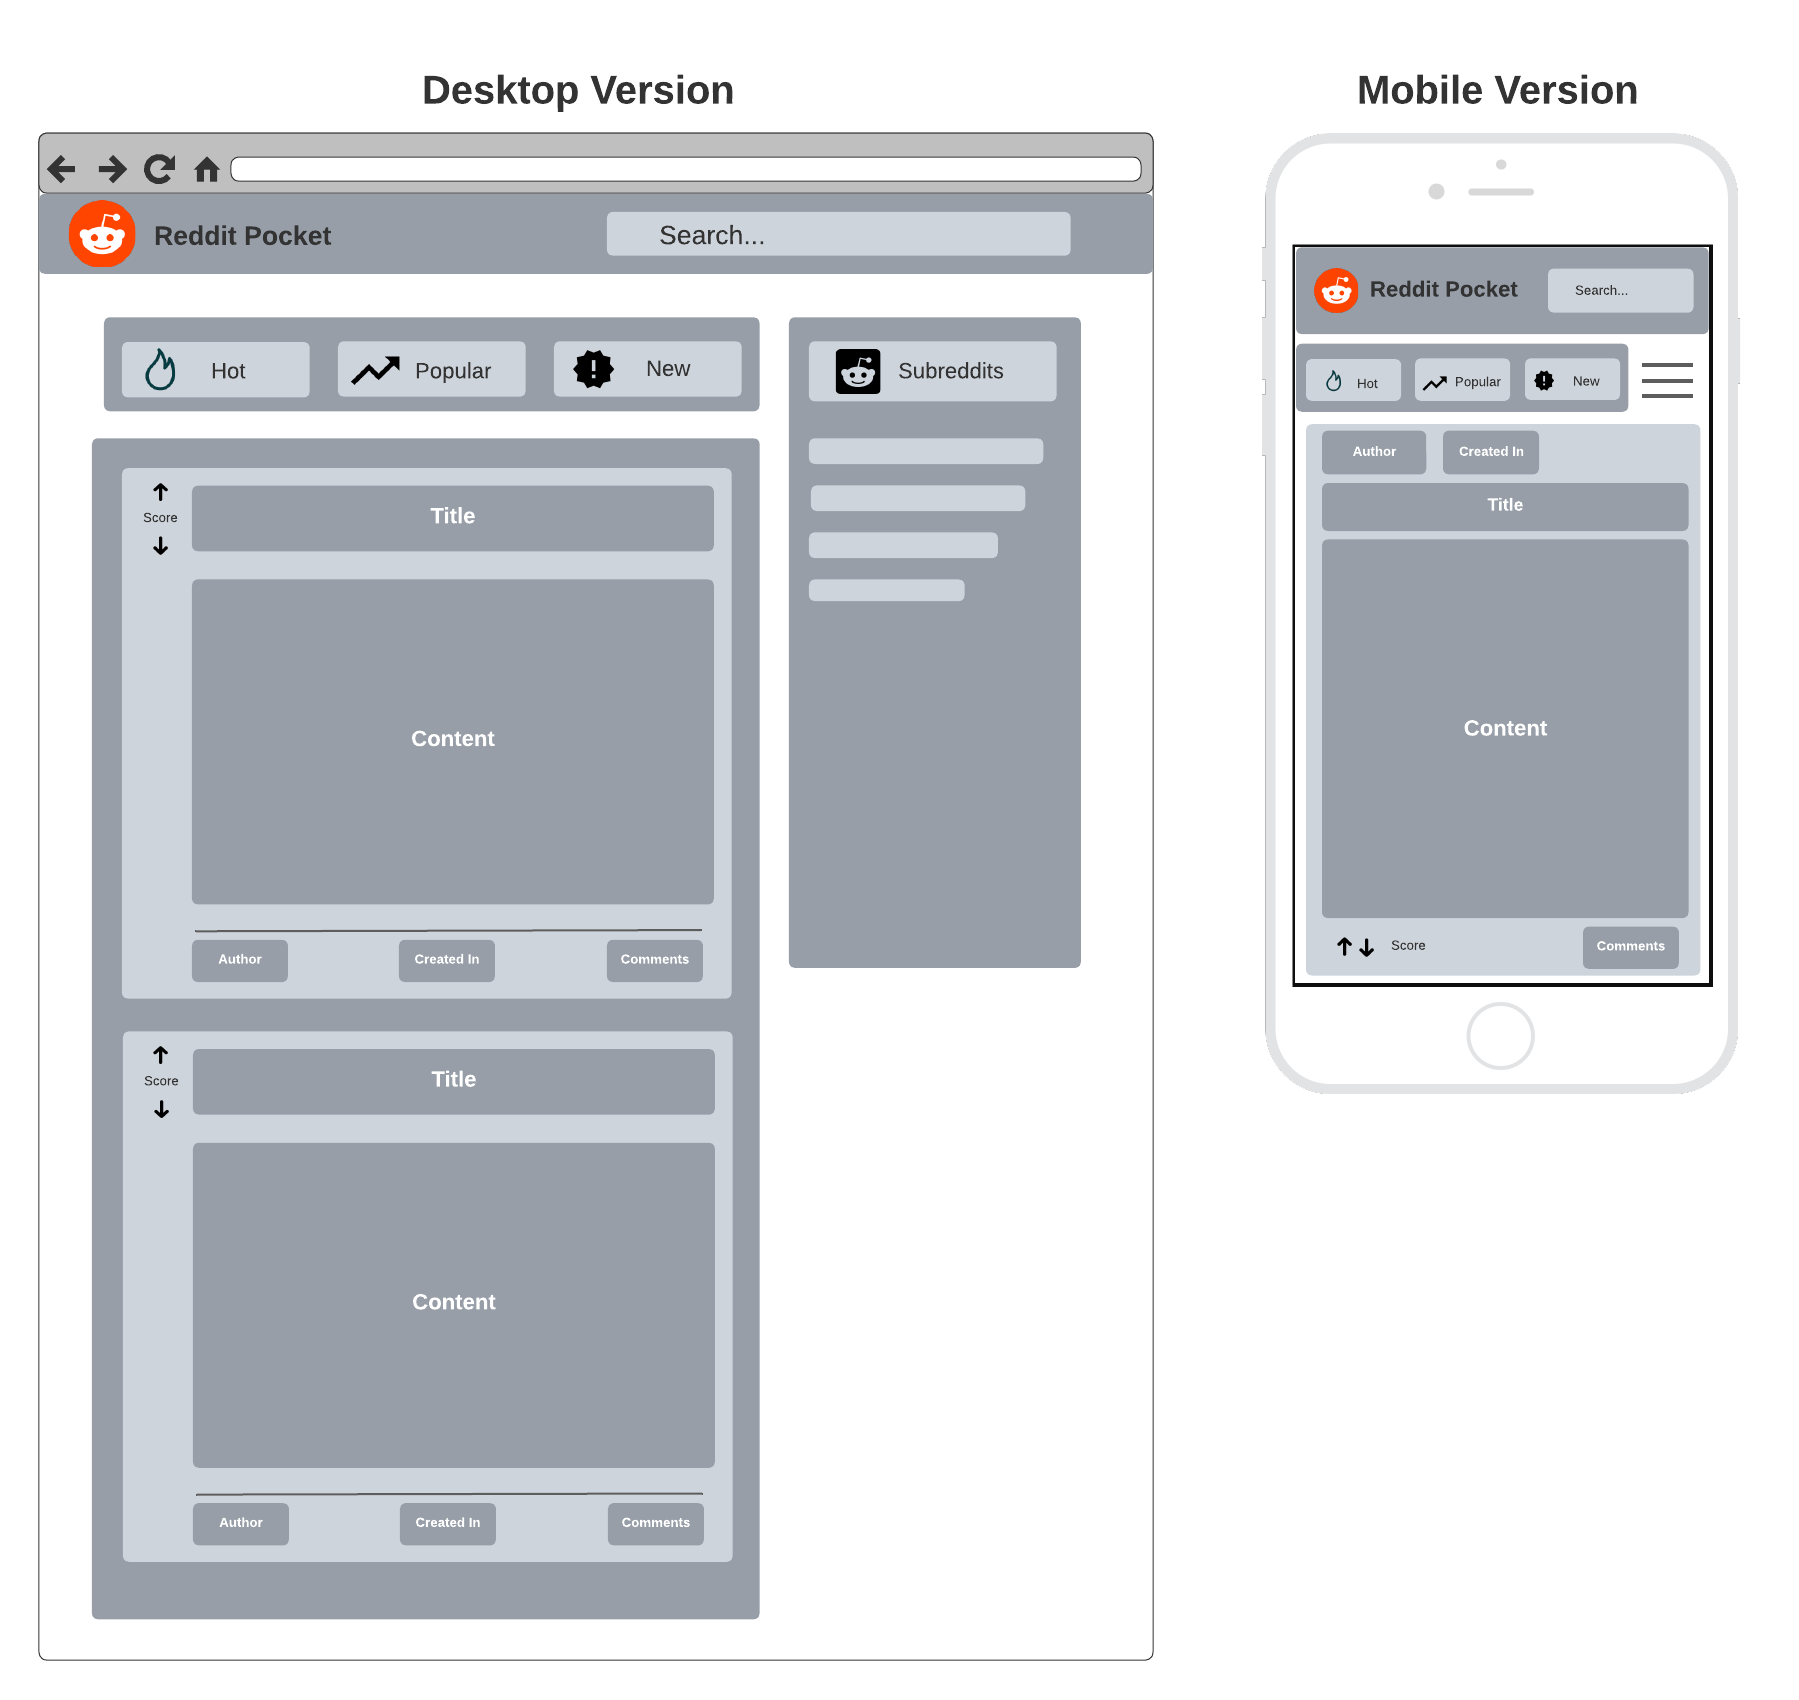 Desktop Version
Reddit Pocket
Search...
Hot
Popular
New
Subreddits
Score
Title
Content
Author
Created In
Comments
Score
Title
Content
Author
Created In
Comments
Mobile Version
Reddit Pocket
Search...
Hot
Popular
New
Author
Created In
Title
Content
Score
Comments